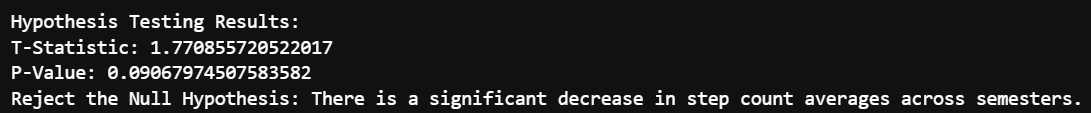 Hypothesis Testing Results:
T-Statistic: 1.770855720522017
P-Value: 0.09067974507583582
Reject the Null Hypothesis: There is a significant decrease in step count averages across semesters.